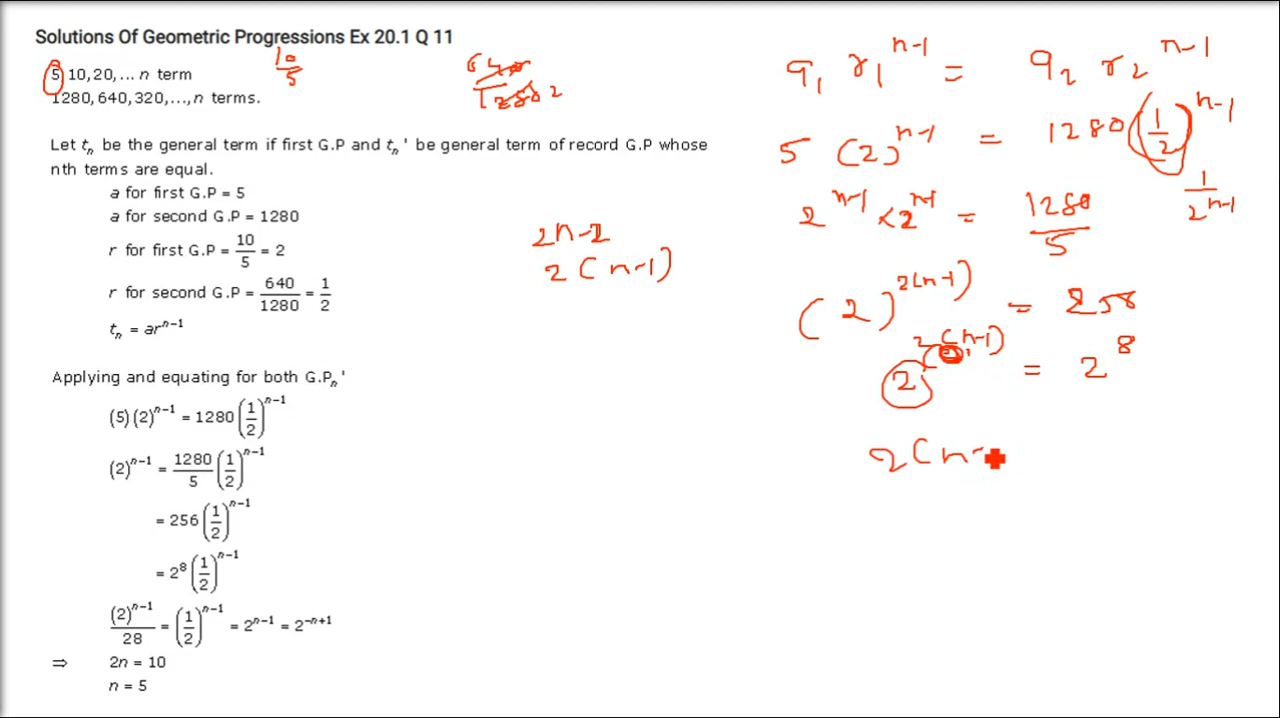 Solutions Of Geometric Progressions Ex 20.1 Q 11
5, 10, 20, ... n term
1280, 640, 320, ..., n terms.
10/5
640/1280 2
Let tₙ be the general term if first G.P and tₙ' be general term of record G.P whose
nth terms are equal.
a for first G.P = 5
a for second G.P = 1280
r for first G.P = 10/5 = 2
r for second G.P = 640/1280 = 1/2
tₙ = arⁿ⁻¹
Applying and equating for both G.Pₙ'
(5)(2)ⁿ⁻¹ = 1280(1/2)ⁿ⁻¹
(2)ⁿ⁻¹ = 1280/5 (1/2)ⁿ⁻¹
= 256(1/2)ⁿ⁻¹
= 2⁸(1/2)ⁿ⁻¹
(2)ⁿ⁻¹/28 = (1/2)ⁿ⁻¹ = 2ⁿ⁻¹ = 2⁻ⁿ⁺¹
⇒ 2n = 10
n = 5
2n-2
2(n-1)
a₁ r₁ⁿ⁻¹ = a₂ r₂ⁿ⁻¹
5 (2)ⁿ⁻¹ = 1280(1/2)ⁿ⁻¹
1/2ⁿ⁻¹
2ⁿ⁻¹ × 2ⁿ⁻¹ = 1280/5
(2)²⁽ⁿ⁻¹⁾ = 258
2²⁽ⁿ⁻¹⁾ = 2⁸
2(n-